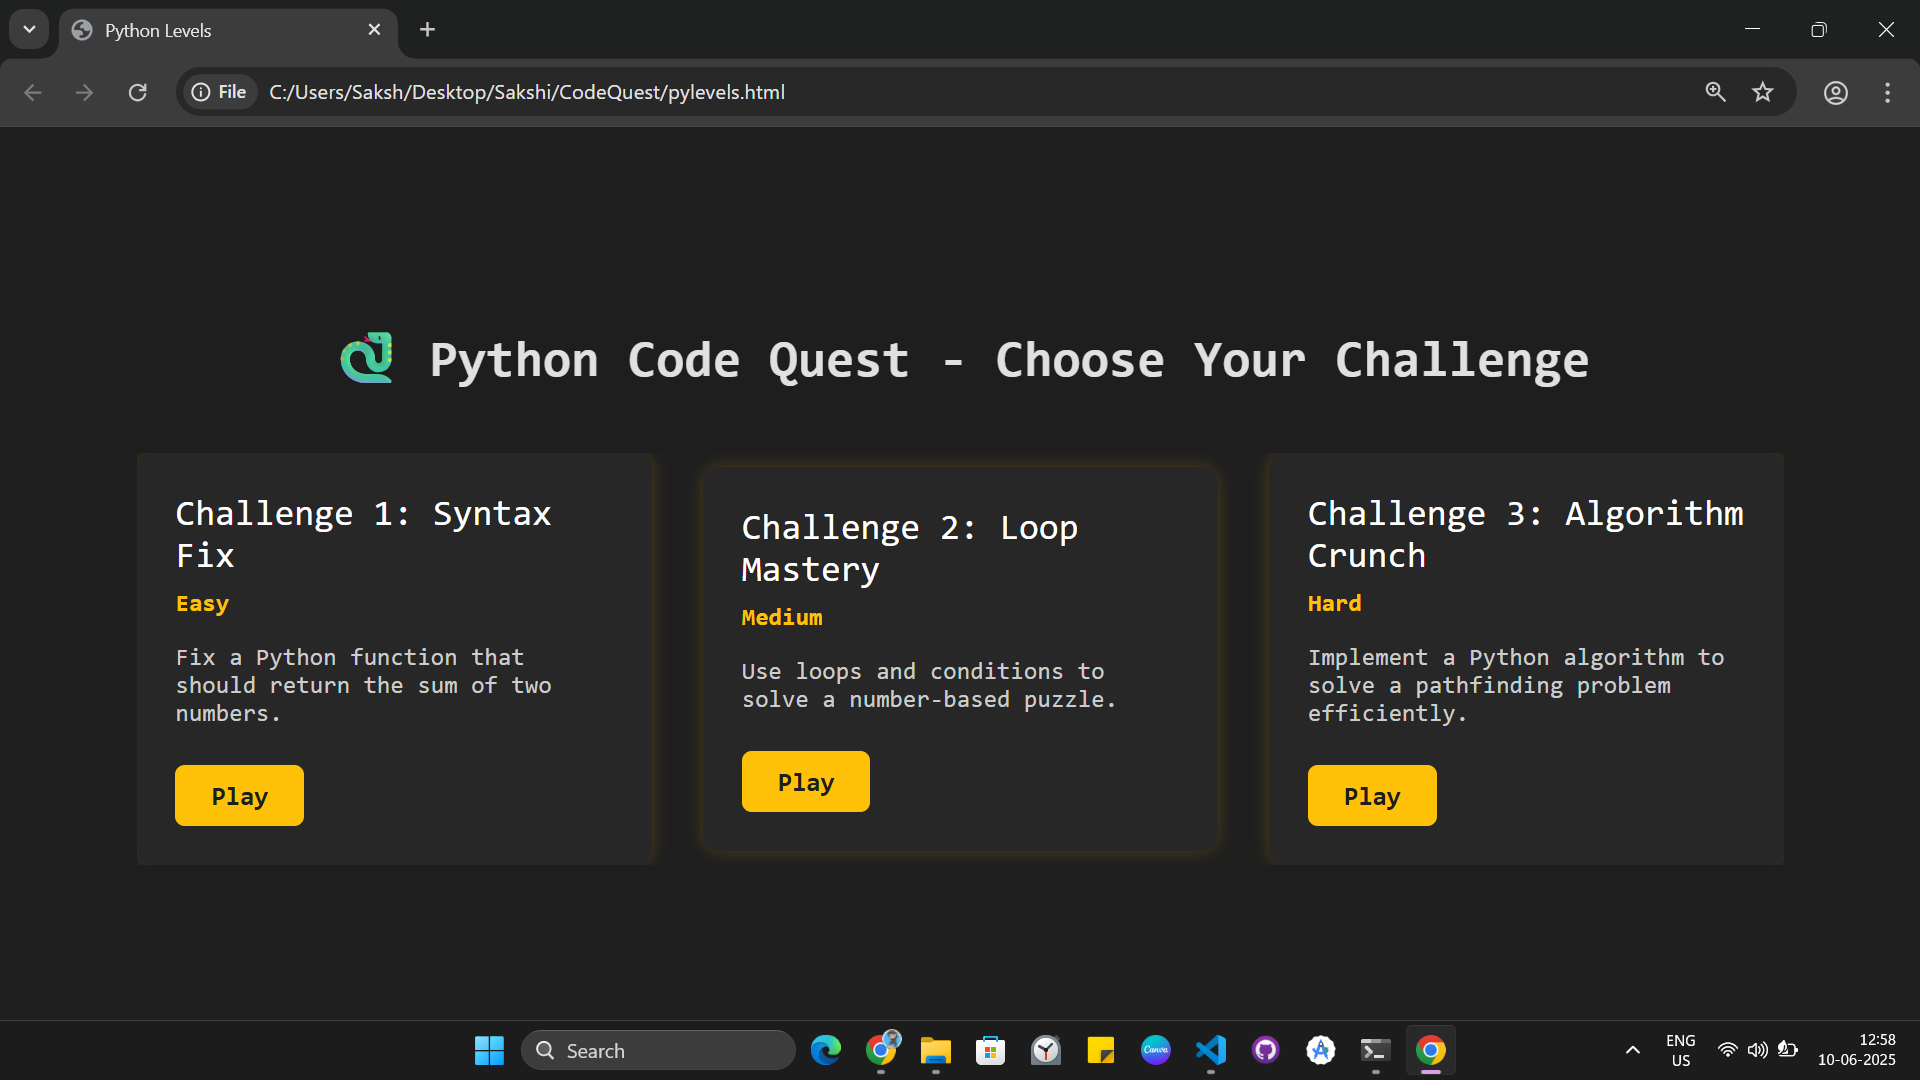 Python Levels
File
C:/Users/Saksh/Desktop/Sakshi/CodeQuest/pylevels.html
Python Code Quest - Choose Your Challenge
Challenge 1: Syntax
Fix
Easy
Fix a Python function that
should return the sum of two
numbers.
Play
Challenge 2: Loop
Mastery
Medium
Use loops and conditions to
solve a number-based puzzle.
Play
Challenge 3: Algorithm
Crunch
Hard
Implement a Python algorithm to
solve a pathfinding problem
efficiently.
Play
Search
Canva
ENG
US
12:58
10-06-2025